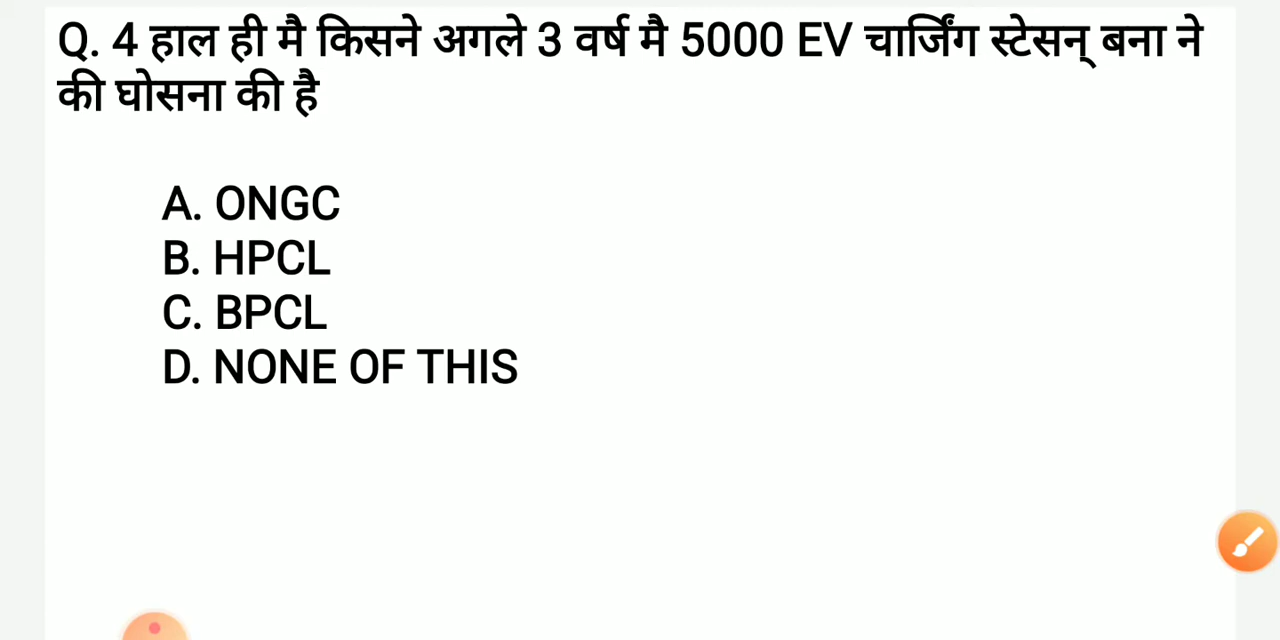 Q. 4 हाल ही मै किसने अगले 3 वर्ष मै 5000 EV चार्जिंग स्टेसन् बना ने
की घोसना की है
A. ONGC
B. HPCL
C. BPCL
D. NONE OF THIS